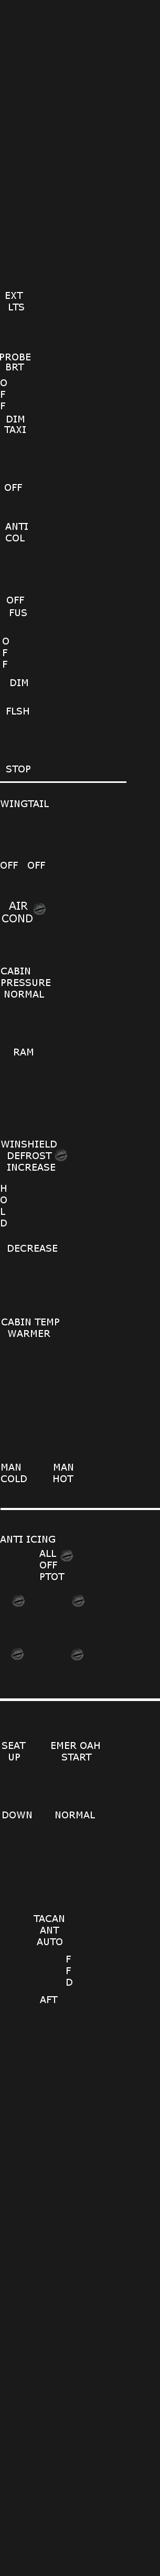 EXT
LTS
PROBE
BRT
O
F
F
DIM
TAXI
OFF
ANTI
COL
OFF
FUS
O
F
F
DIM
FLSH
STOP
WINGTAIL
OFF OFF
AIR
COND
CABIN
PRESSURE
NORMAL
RAM
WINSHIELD
DEFROST
INCREASE
H
O
L
D
DECREASE
CABIN TEMP
WARMER
MAN MAN
COLD HOT
ANTI ICING
ALL
OFF
PTOT
SEAT EMER OAH
UP START
DOWN NORMAL
TACAN
ANT
AUTO
F
F
D
AFT